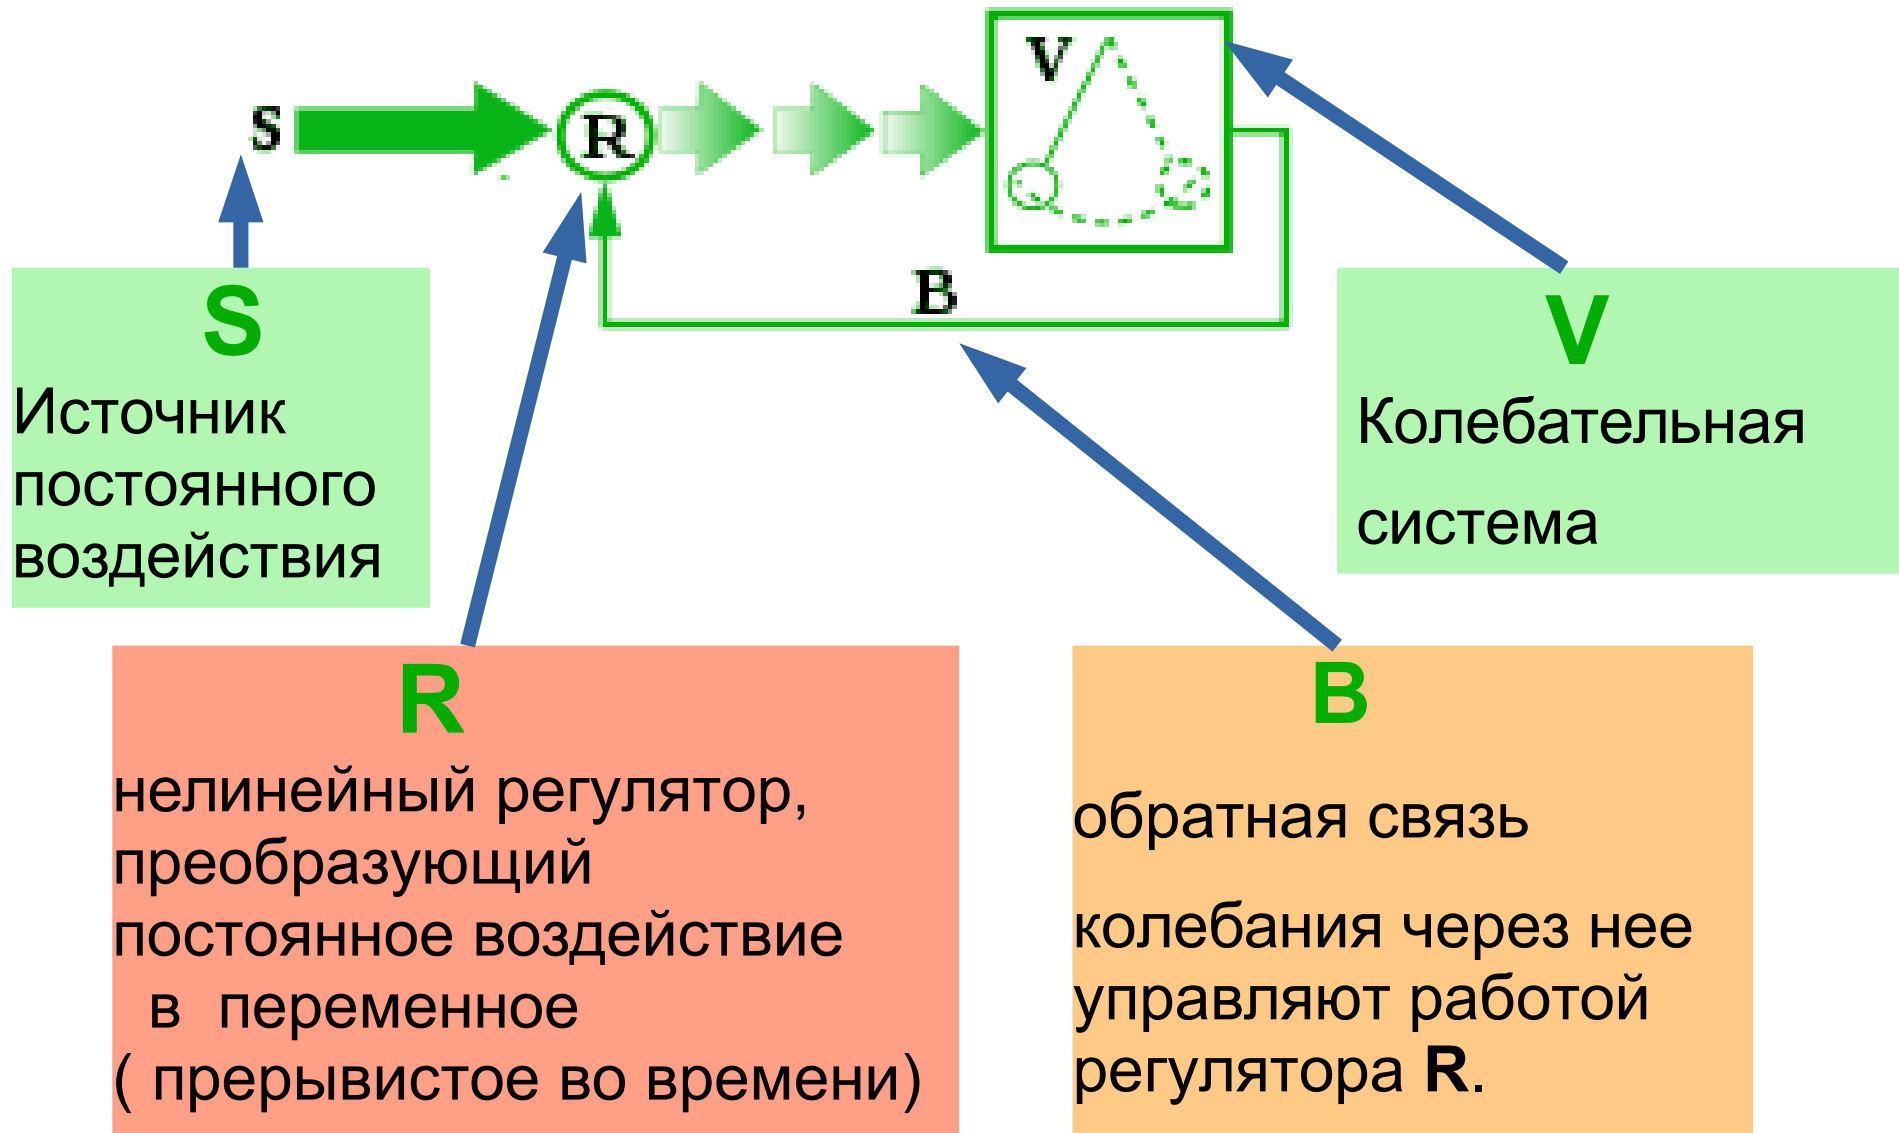 S
R
V
B
S
Источник
постоянного
воздействия
V
Колебательная
система
R
нелинейный регулятор,
преобразующий
постоянное воздействие
в переменное
( прерывистое во времени)
B
обратная связь
колебания через нее
управляют работой
регулятора R.